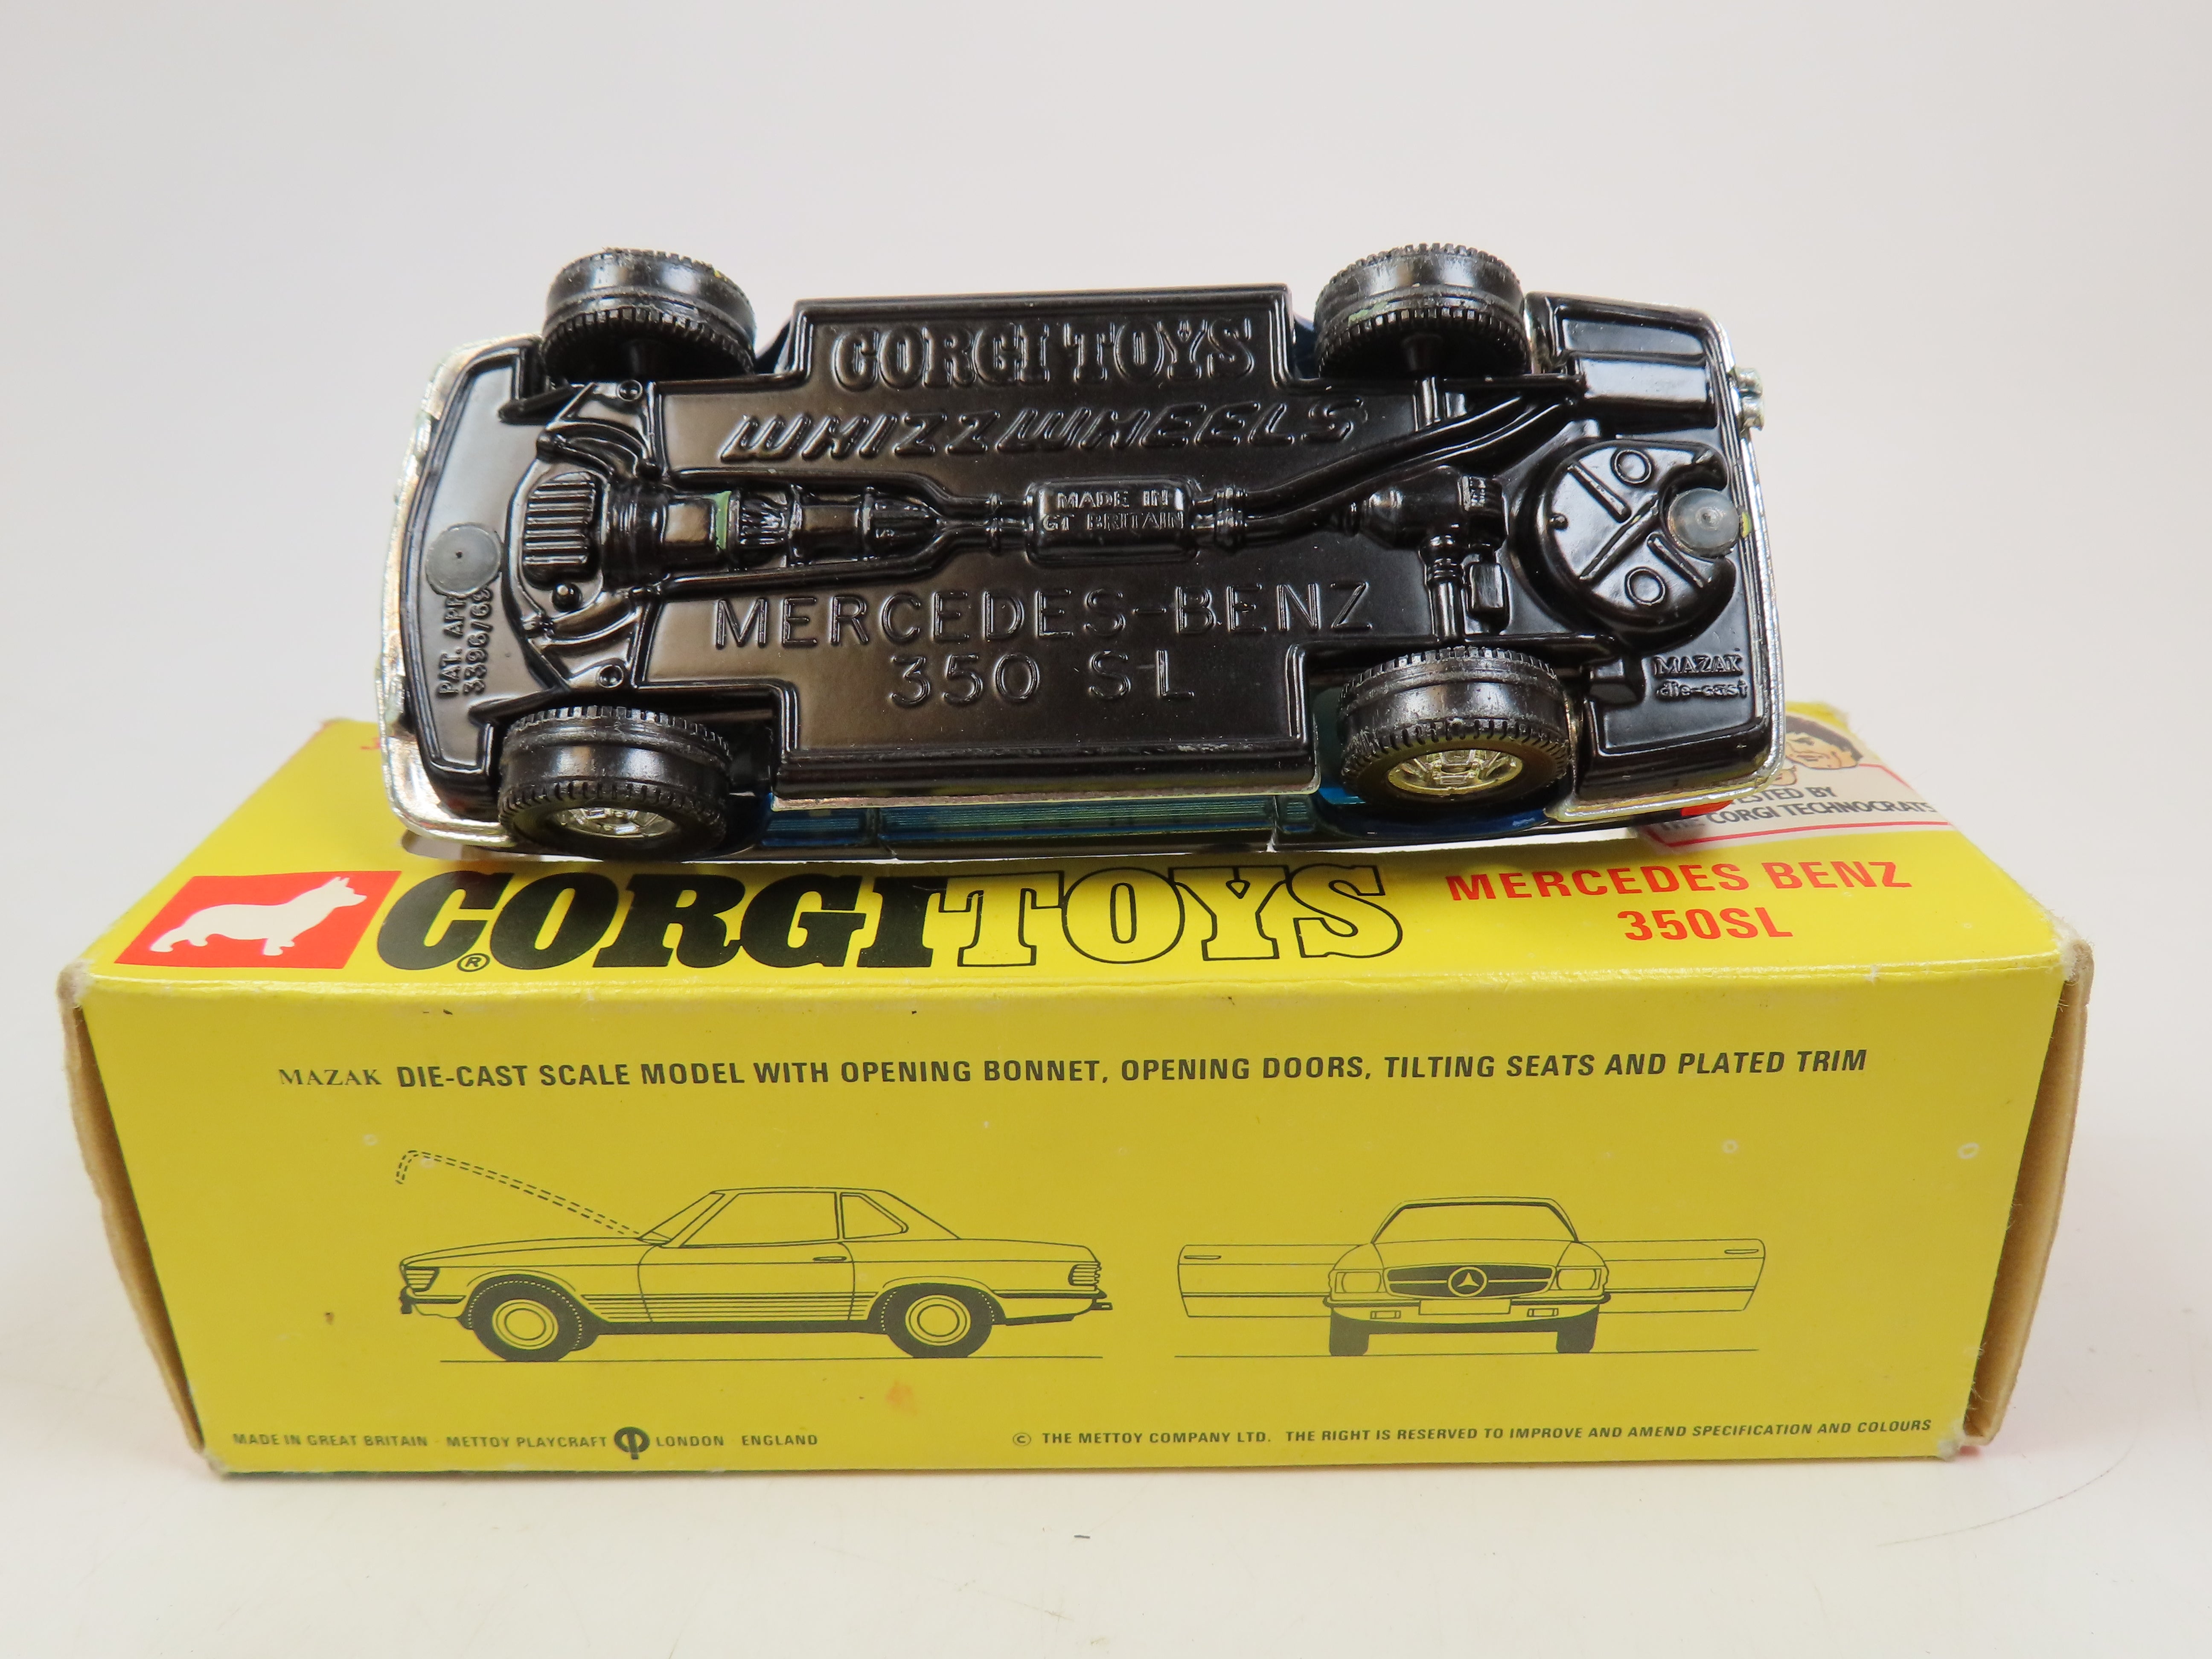 CORGI TOYS
WHIZZWHEELS
MADE IN
GT BRITAIN
MERCEDES-BENZ
350 SL
PAT. APP.
3396/69
MAZAK
die-cast
TESTED BY
THE CORGI TECHNOCRATS
CORGI TOYS ®
MERCEDES BENZ
350SL
MAZAK DIE-CAST SCALE MODEL WITH OPENING BONNET, OPENING DOORS, TILTING SEATS AND PLATED TRIM
MADE IN GREAT BRITAIN METTOY PLAYCRAFT LONDON ENGLAND
© THE METTOY COMPANY LTD. THE RIGHT IS RESERVED TO IMPROVE AND AMEND SPECIFICATION AND COLOURS